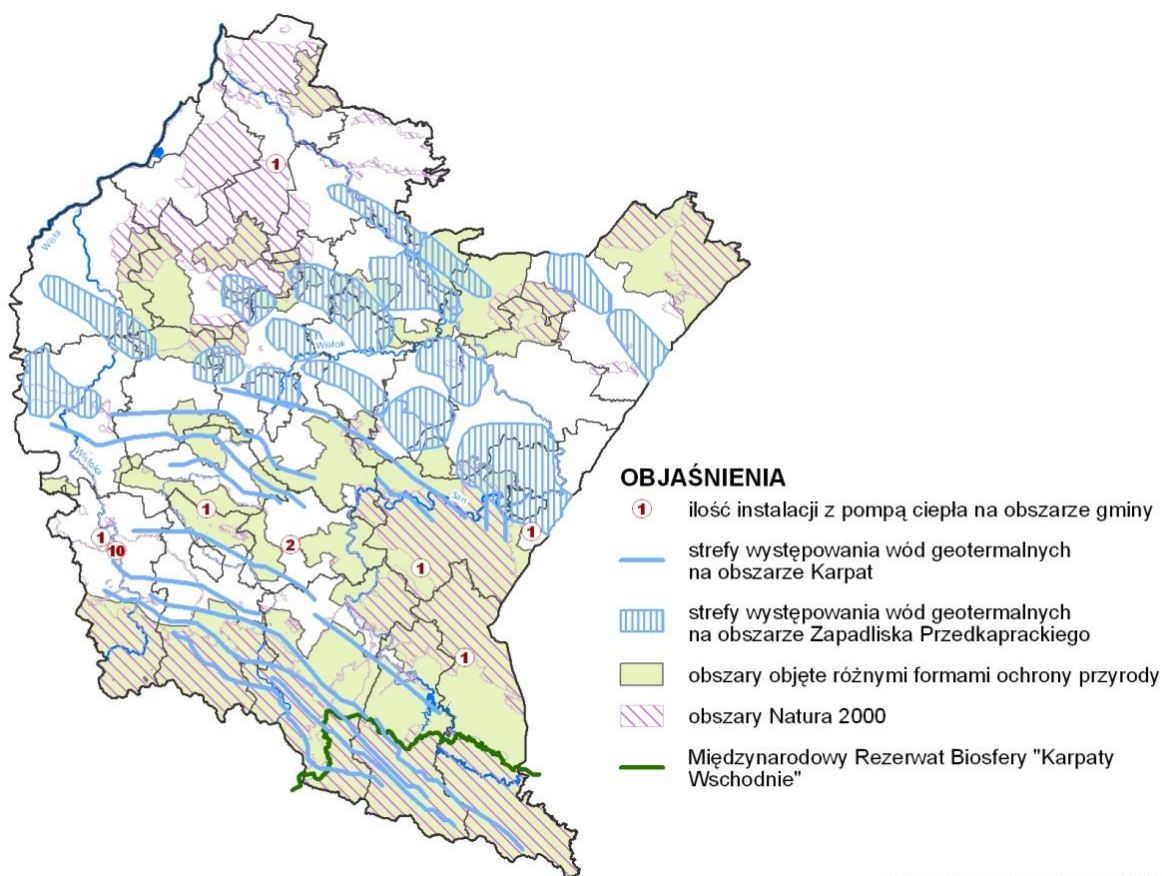 1
Wisła
Wisłok
Wisłoka
San
1
1
10
2
1
1
1
OBJAŚNIENIA
1 ilość instalacji z pompą ciepła na obszarze gminy
strefy występowania wód geotermalnych
na obszarze Karpat
strefy występowania wód geotermalnych
na obszarze Zapadliska Przedkaprackiego
obszary objęte różnymi formami ochrony przyrody
obszary Natura 2000
Międzynarodowy Rezerwat Biosfery "Karpaty
Wschodnie"